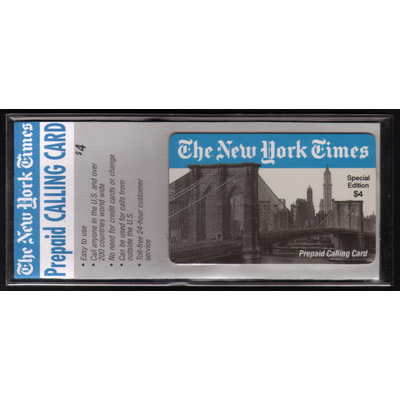 The New York Times
Prepaid CALLING CARD
$4
• Easy to use
• Call anyone in the U.S. and over
200 countries world wide
• No need for credit cards or change
• Can be used for calls from
outside the U.S.
• Toll-free 24-hour customer
service
The New York Times
Special
Edition
$4
Prepaid Calling Card